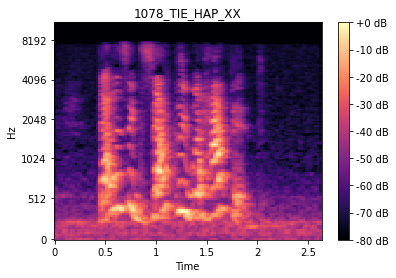 1078_TIE_HAP_XX
+0 dB
8192
-10 dB
4096
-20 dB
-30 dB
2048
Hz
-40 dB
1024
-50 dB
512
-60 dB
-70 dB
0
-80 dB
0
0.5
1
1.5
2
2.5
Time